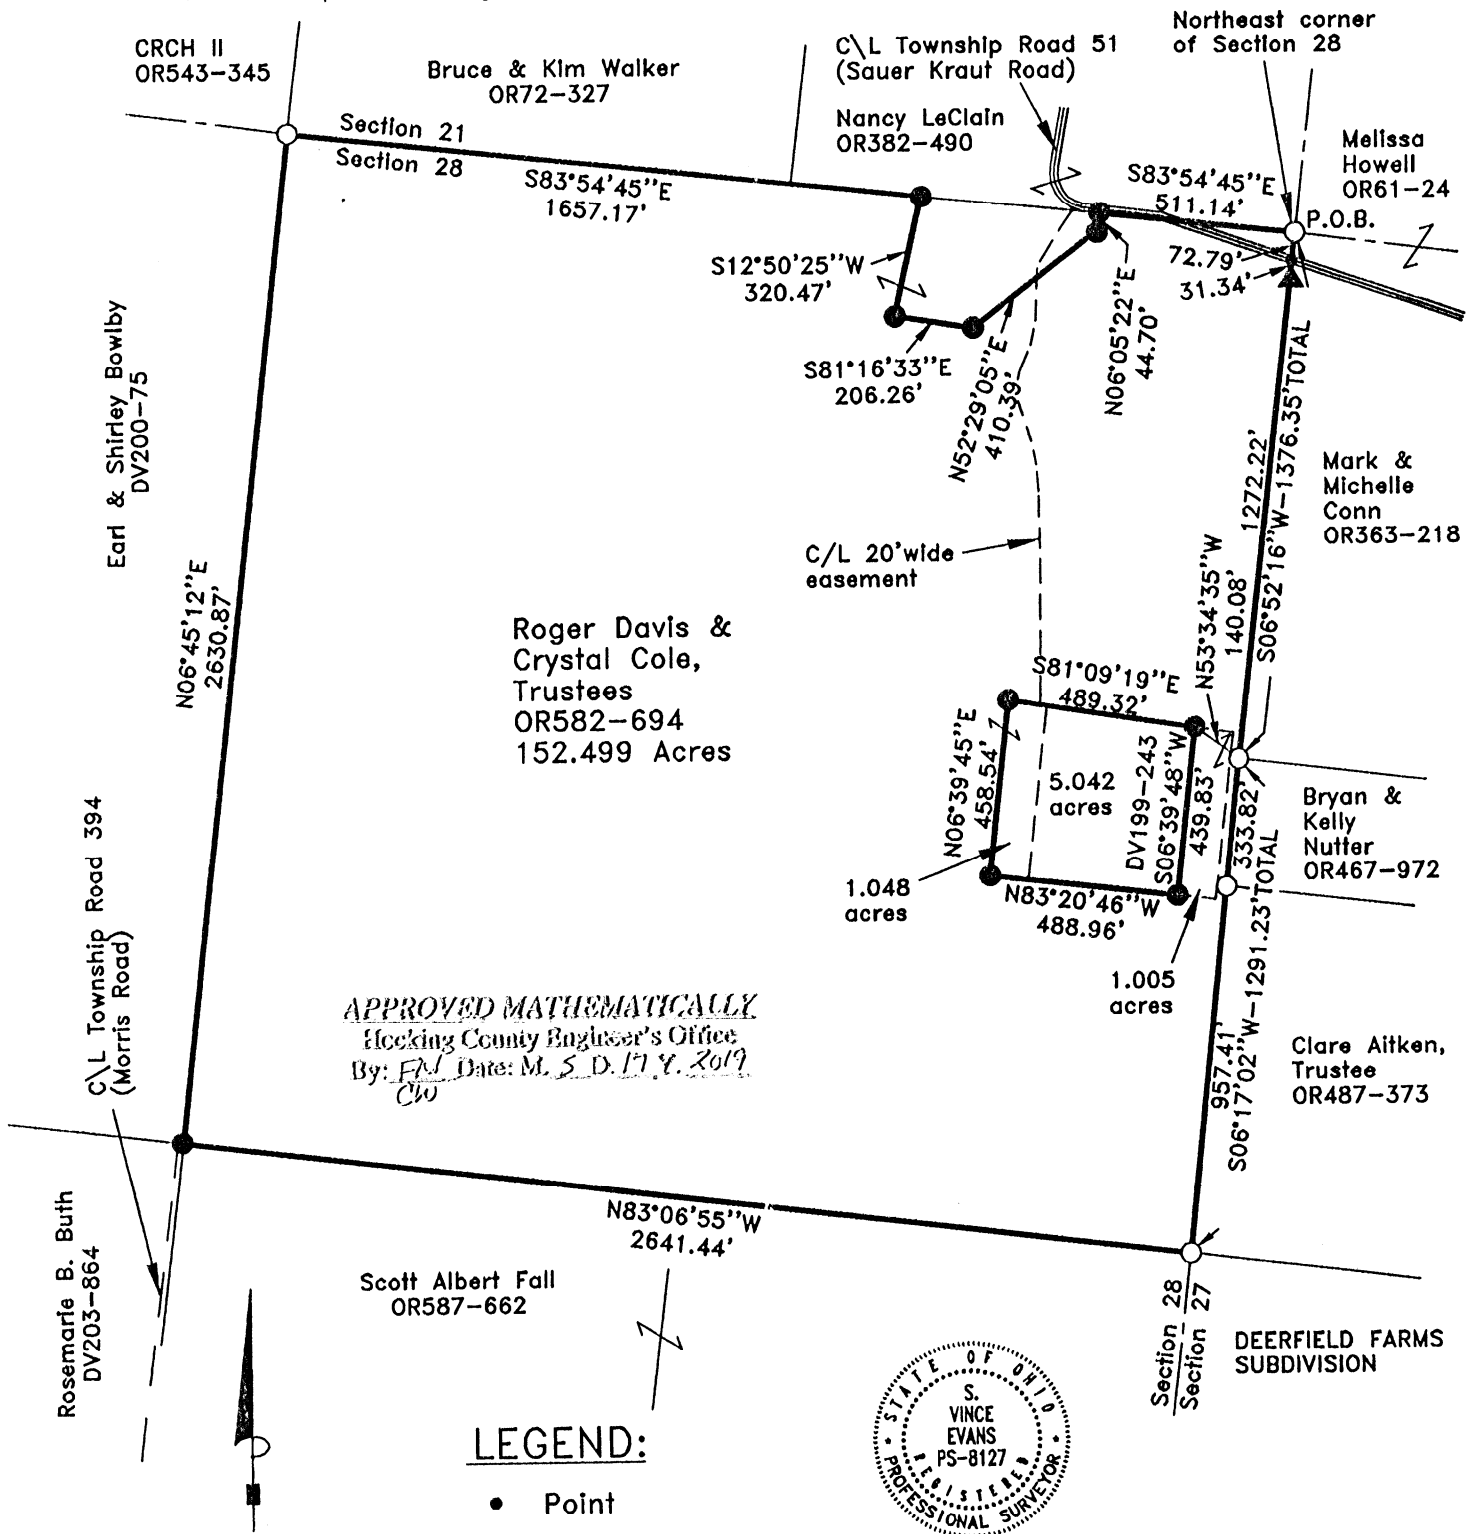 CRCH II
OR543-345
Bruce & Kim Walker
OR72-327
C\L Township Road 51
(Sauer Kraut Road)
Northeast corner
of Section 28
Nancy LeClain
OR382-490
Melissa
Howell
OR61-24
Section 21
Section 28
S83°54'45"E
1657.17'
S83°54'45"E
511.14'
P.O.B.
72.79'
31.34'
S12°50'25"W
320.47'
S81°16'33"E
206.26'
N52°29'05"E
410.39'
N06°05'22"E
44.70'
Earl & Shirley Bowlby
DV200-75
N06°45'12"E
2630.87'
1272.22'
S06°52'16"W-1376.35'TOTAL
Mark &
Michelle
Conn
OR363-218
C/L 20'wide
easement
Roger Davis &
Crystal Cole,
Trustees
OR582-694
152.499 Acres
N53°34'35"W
140.08'
S81°09'19"E
489.32'
N06°39'45"E
458.54'
5.042
acres
DV199-243
S06°39'48"W
439.83'
333.82'
Bryan &
Kelly
Nutter
OR467-972
1.048
acres
N83°20'46"W
488.96'
1.005
acres
C\L Township Road 394
(Morris Road)
APPROVED MATHEMATICALLY
Hocking County Engineer's Office
By: FN Date: M. 5 D. 17 Y. 2019
CW
957.41'
S06°17'02"W-1291.23'TOTAL
Clare Aitken,
Trustee
OR487-373
N83°06'55"W
2641.44'
Rosemarie B. Buth
DV203-864
Scott Albert Fall
OR587-662
Section 28
Section 27
DEERFIELD FARMS
SUBDIVISION
LEGEND:
Point
STATE OF OHIO
S.
VINCE
EVANS
PS-8127
REGISTERED
PROFESSIONAL SURVEYOR